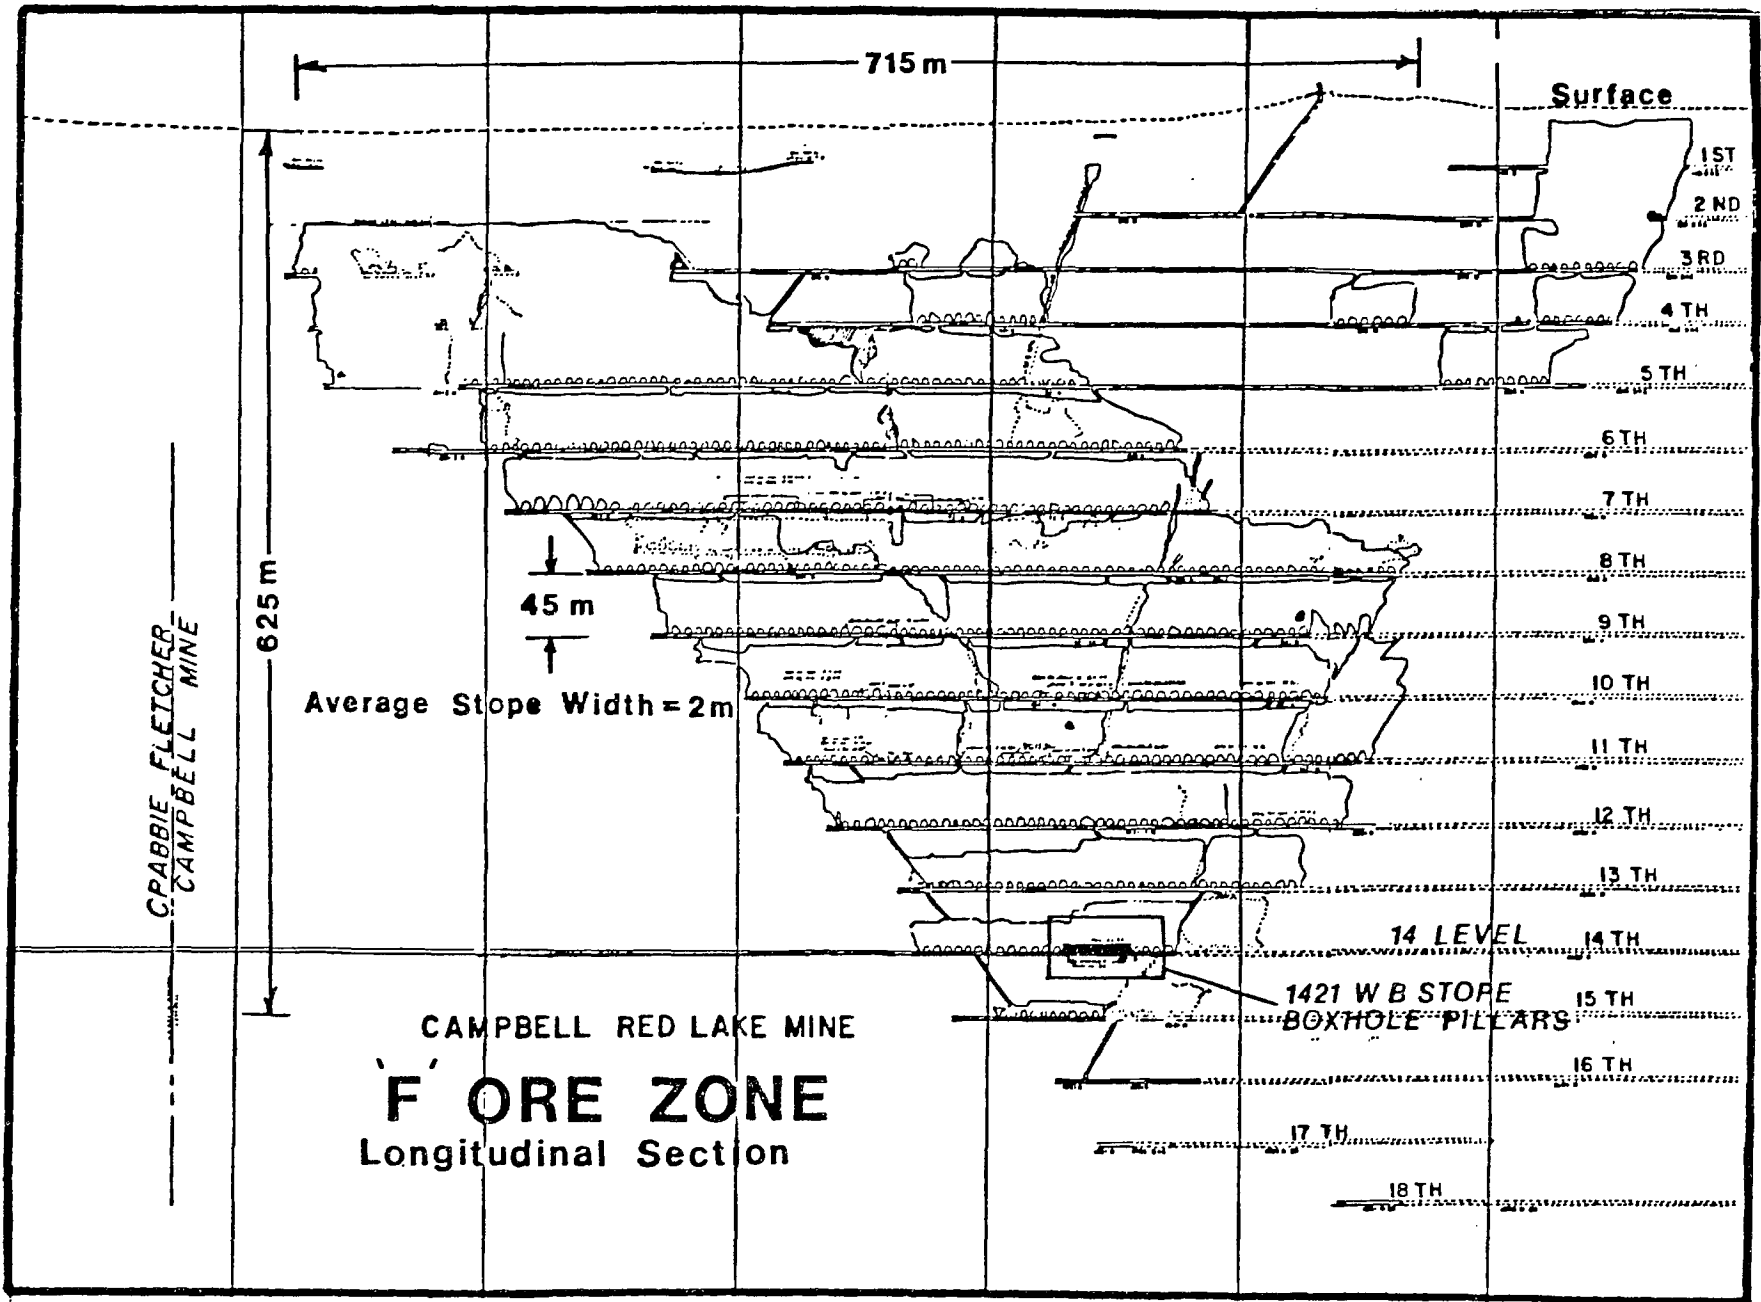 715 m
Surface
1 ST
2 ND
3 RD
4 TH
5 TH
6 TH
7 TH
8 TH
45 m
9 TH
625 m
CPABBIE FLETCHER
CAMPBELL MINE
10 TH
Average Stope Width = 2m
11 TH
12 TH
13 TH
14 LEVEL
14 TH
1421 W B STOPE
BOXHOLE PILLARS
15 TH
CAMPBELL RED LAKE MINE
16 TH
'F' ORE ZONE
Longitudinal Section
17 TH
18 TH